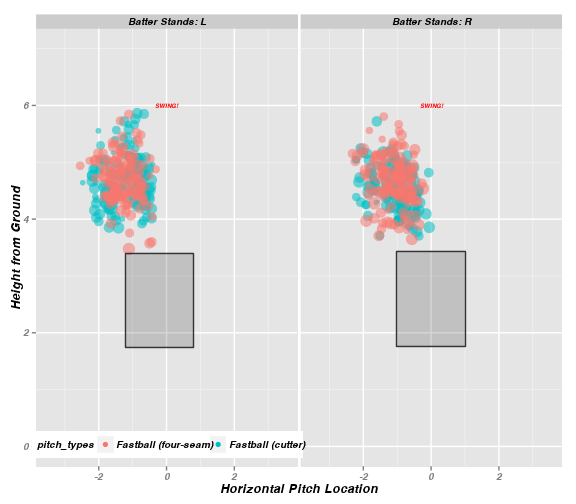 Batter Stands: L
Batter Stands: R
SWING!
SWING!
6
4
2
0
Height from Ground
pitch_types Fastball (four-seam) Fastball (cutter)
-2 0 2
-2 0 2
Horizontal Pitch Location